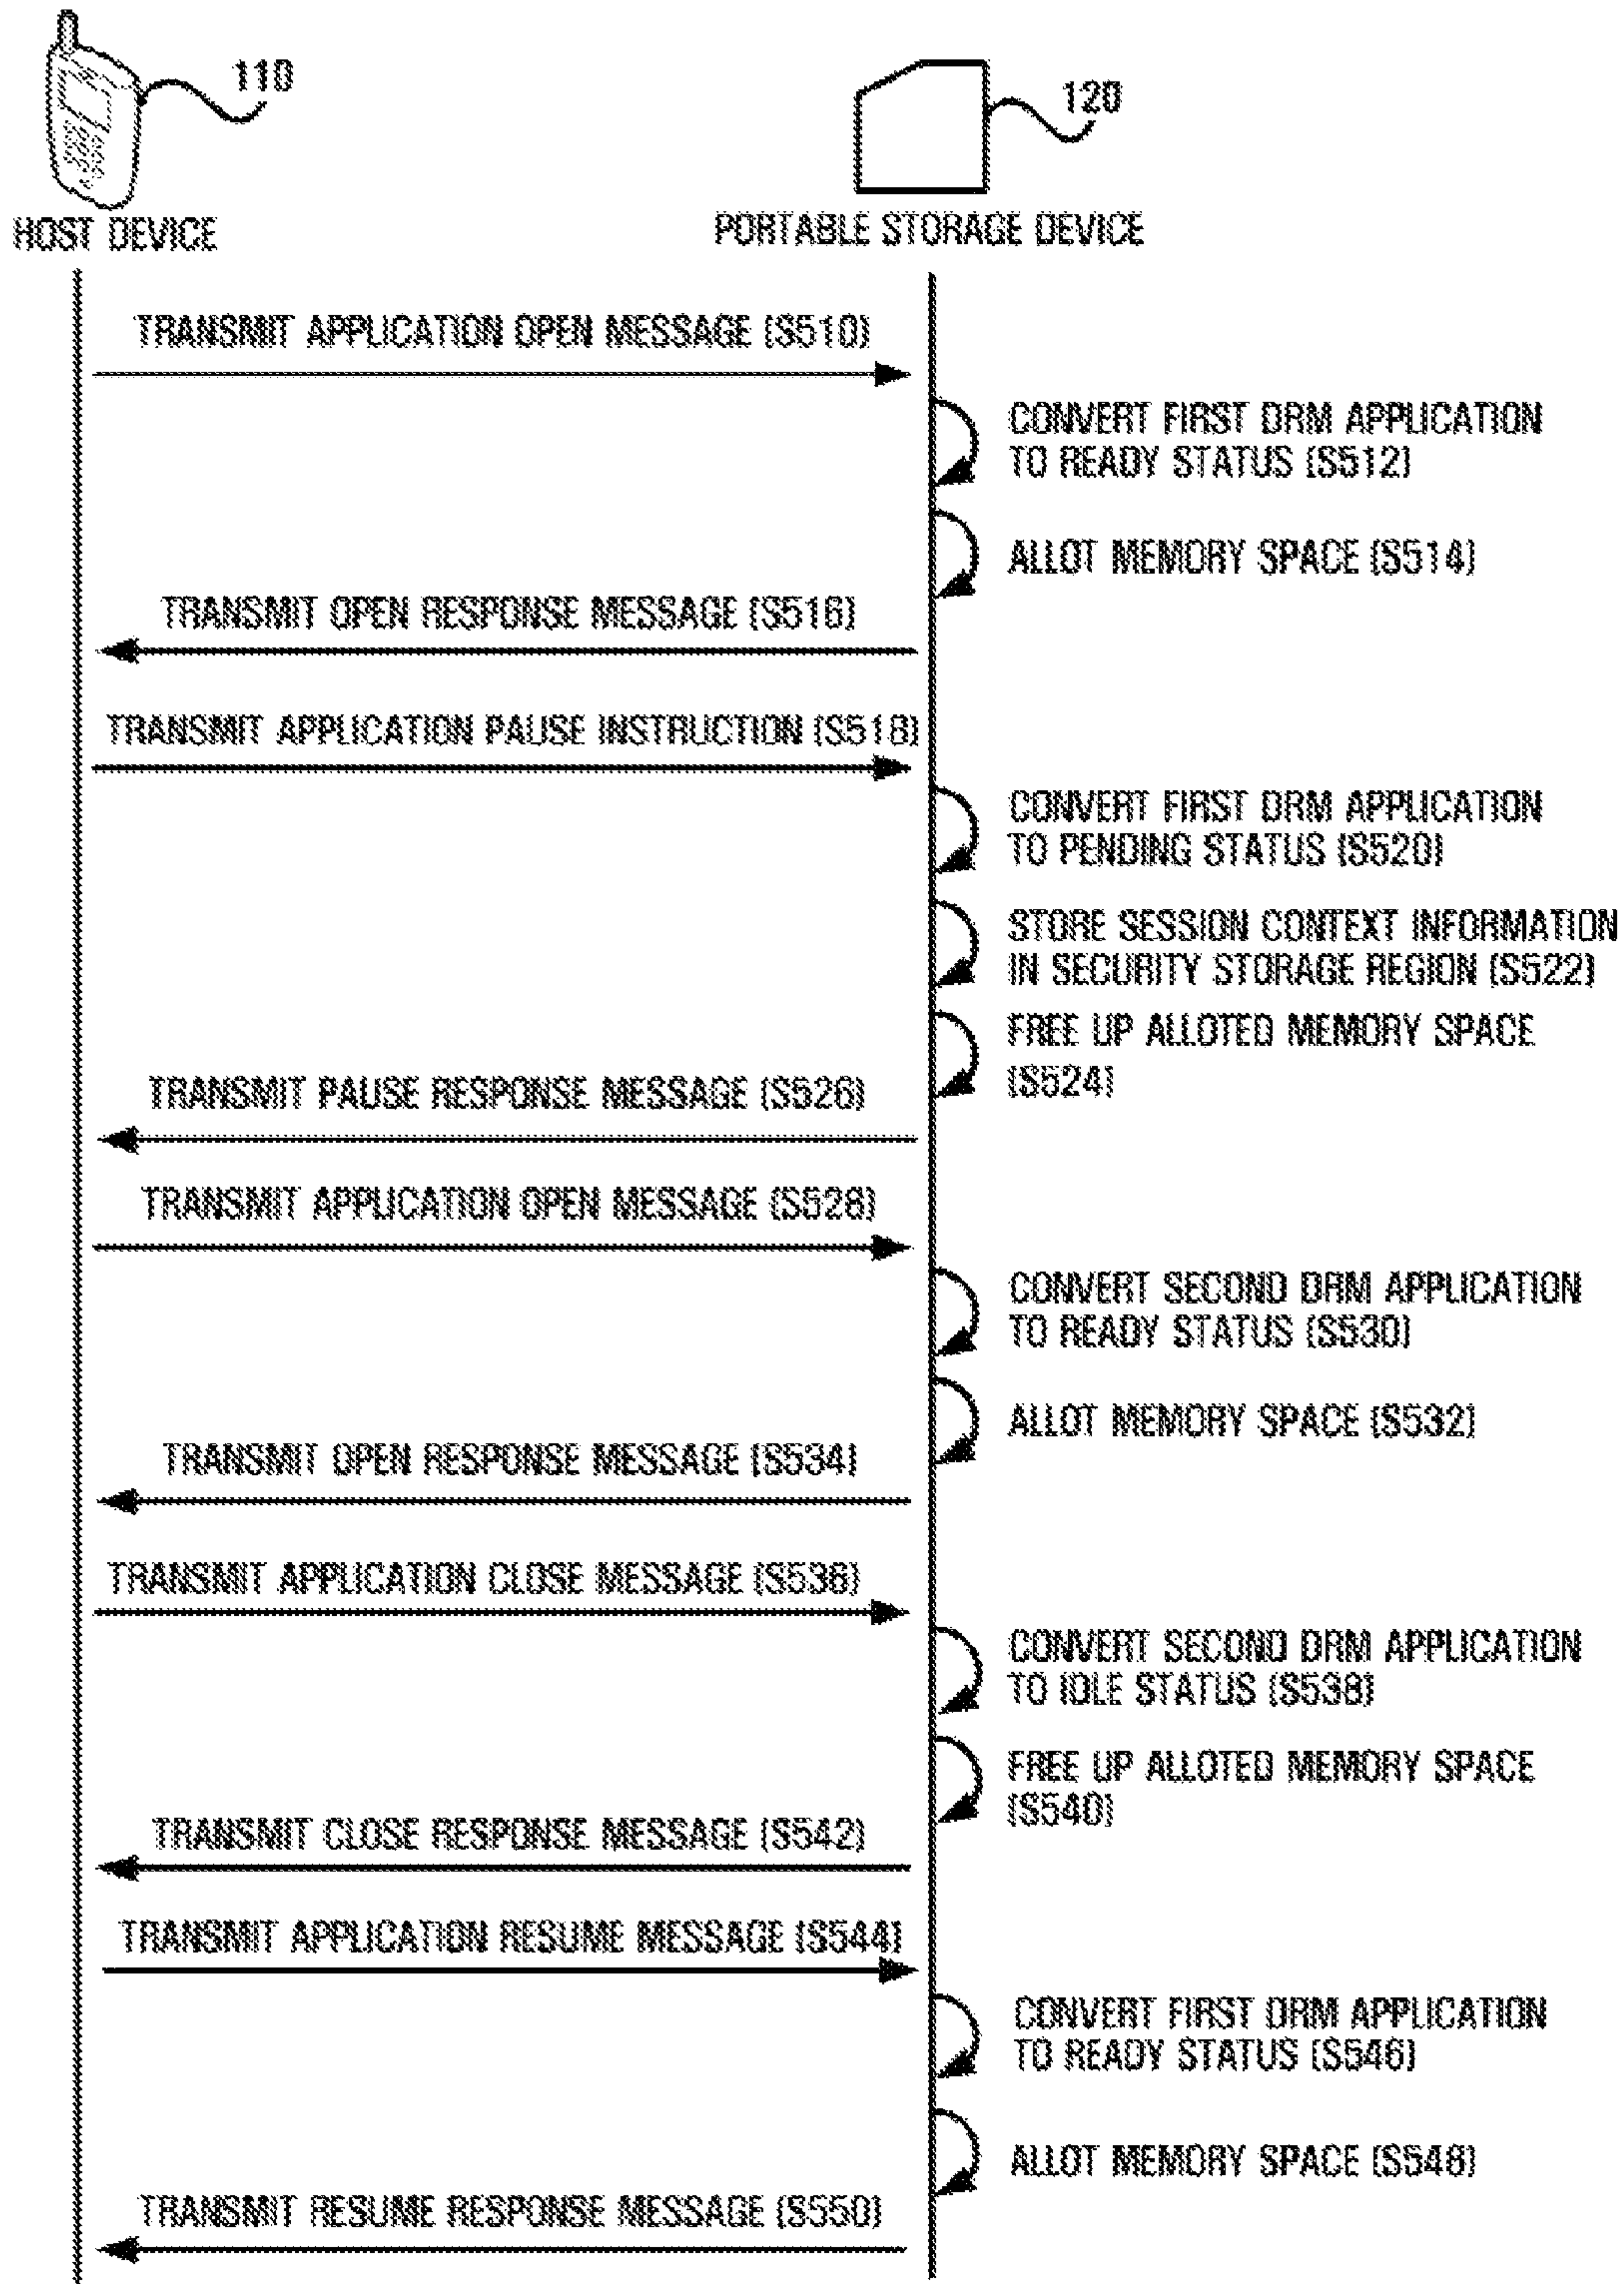 110
120
HOST DEVICE
PORTABLE STORAGE DEVICE
TRANSMIT APPLICATION OPEN MESSAGE (S510)
CONVERT FIRST DRM APPLICATION
TO READY STATUS (S512)
ALLOT MEMORY SPACE (S514)
TRANSMIT OPEN RESPONSE MESSAGE (S516)
TRANSMIT APPLICATION PAUSE INSTRUCTION (S518)
CONVERT FIRST DRM APPLICATION
TO PENDING STATUS (S520)
STORE SESSION CONTEXT INFORMATION
IN SECURITY STORAGE REGION (S522)
FREE UP ALLOTED MEMORY SPACE
(S524)
TRANSMIT PAUSE RESPONSE MESSAGE (S526)
TRANSMIT APPLICATION OPEN MESSAGE (S528)
CONVERT SECOND DRM APPLICATION
TO READY STATUS (S530)
ALLOT MEMORY SPACE (S532)
TRANSMIT OPEN RESPONSE MESSAGE (S534)
TRANSMIT APPLICATION CLOSE MESSAGE (S536)
CONVERT SECOND DRM APPLICATION
TO IDLE STATUS (S538)
FREE UP ALLOTED MEMORY SPACE
(S540)
TRANSMIT CLOSE RESPONSE MESSAGE (S542)
TRANSMIT APPLICATION RESUME MESSAGE (S544)
CONVERT FIRST DRM APPLICATION
TO READY STATUS (S546)
ALLOT MEMORY SPACE (S548)
TRANSMIT RESUME RESPONSE MESSAGE (S550)